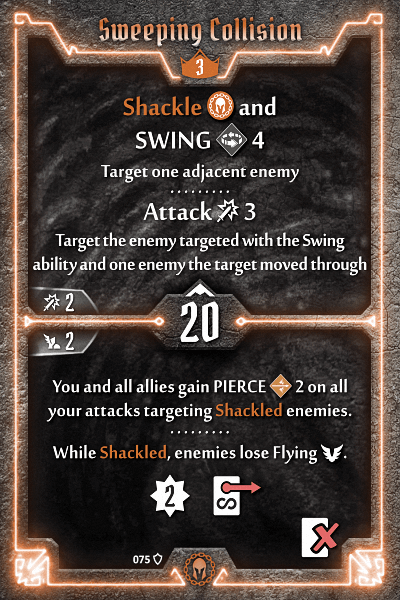 Sweeping Collision
3
Shackle and
SWING 4
Target one adjacent enemy
Attack 3
Target the enemy targeted with the Swing
ability and one enemy the target moved through
2
20
2
You and all allies gain PIERCE 2 on all
your attacks targeting Shackled enemies.
While Shackled, enemies lose Flying .
2
S
075